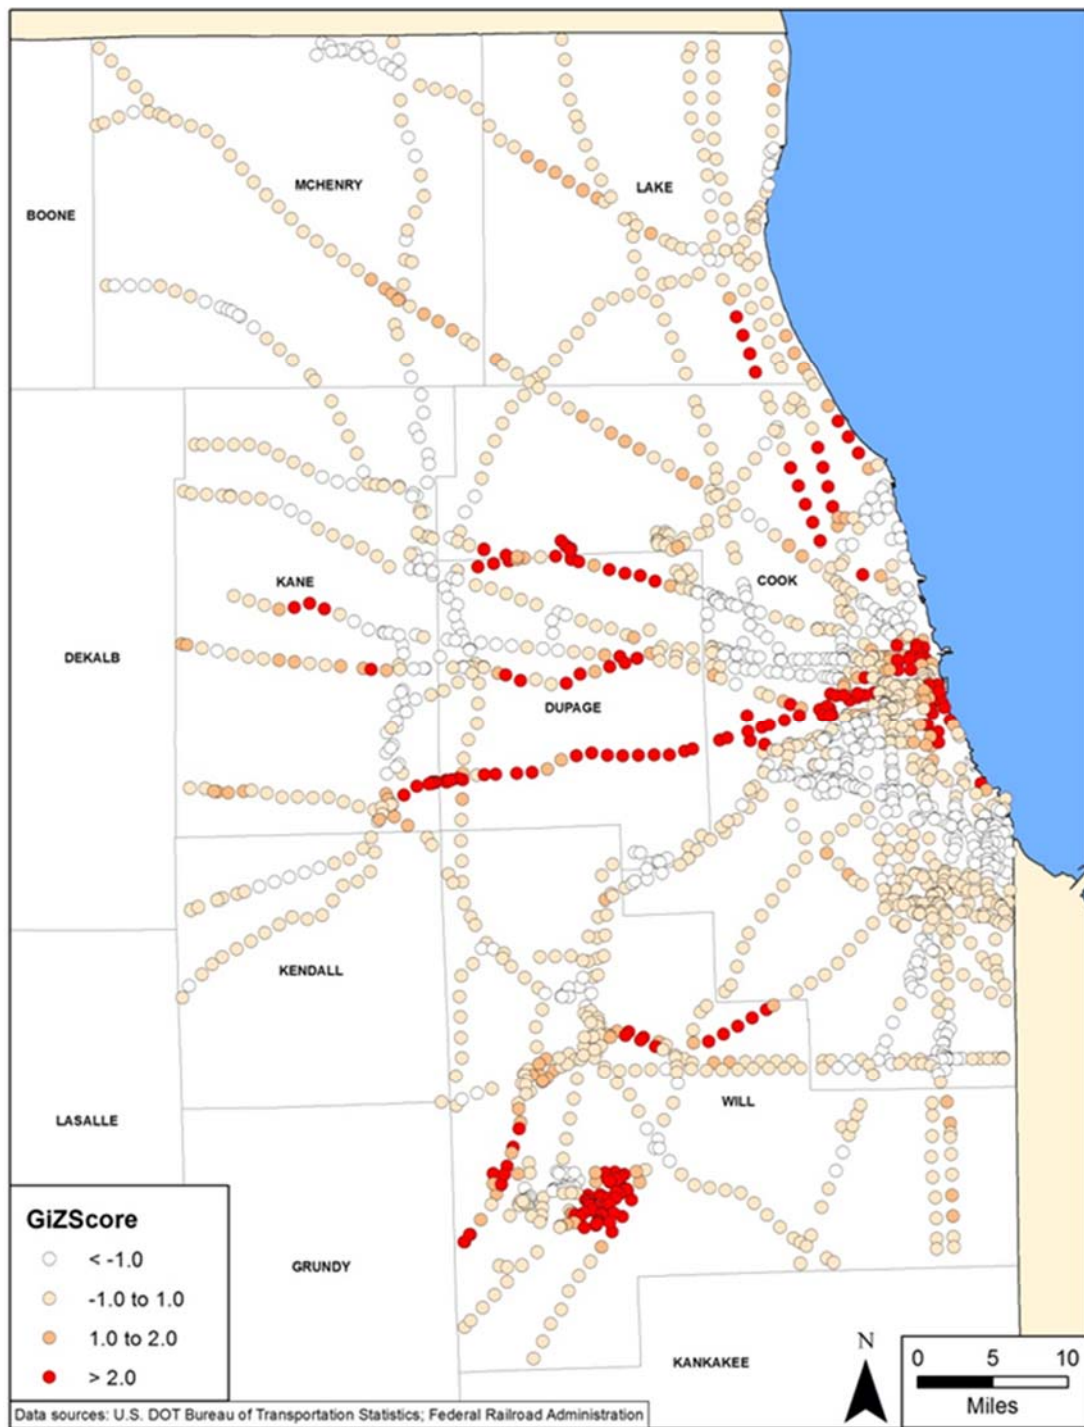 MCHENRY
LAKE
BOONE
KANE
COOK
DEKALB
DUPAGE
KENDALL
WILL
LASALLE
GRUNDY
KANKAKEE
GiZScore
< -1.0
-1.0 to 1.0
1.0 to 2.0
> 2.0
N
0 5 10
Miles
Data sources: U.S. DOT Bureau of Transportation Statistics; Federal Railroad Administration